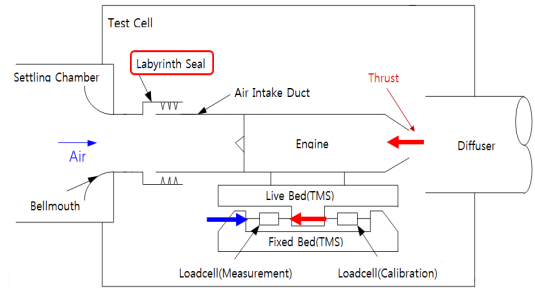 Test Cell
Labyrinth Seal
Settling Chamber
Thrust
Air Intake Duct
Air
Engine
Diffuser
Live Bed(TMS)
Bellmouth
Fixed Bed(TMS)
Loadcell(Measurement)
Loadcell(Calibration)